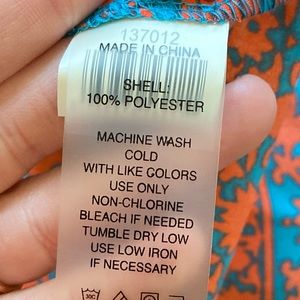 137012
MADE IN CHINA
SHELL:
100% POLYESTER
MACHINE WASH
COLD
WITH LIKE COLORS
USE ONLY
NON-CHLORINE
BLEACH IF NEEDED
TUMBLE DRY LOW
USE LOW IRON
IF NECESSARY
30C